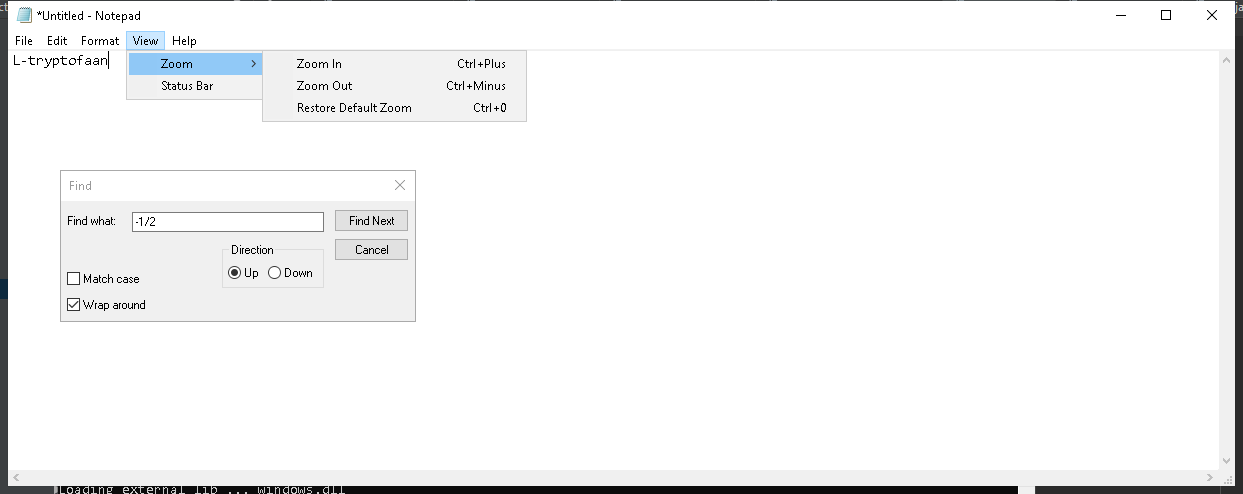 *Untitled - Notepad
File Edit Format View Help
L-tryptofaan
Zoom
Status Bar
Zoom In Ctrl+Plus
Zoom Out Ctrl+Minus
Restore Default Zoom Ctrl+0
Find
Find what: -1/2 Find Next
Direction Cancel
Up Down
Match case
Wrap around
Loading external lib ... windows.dll